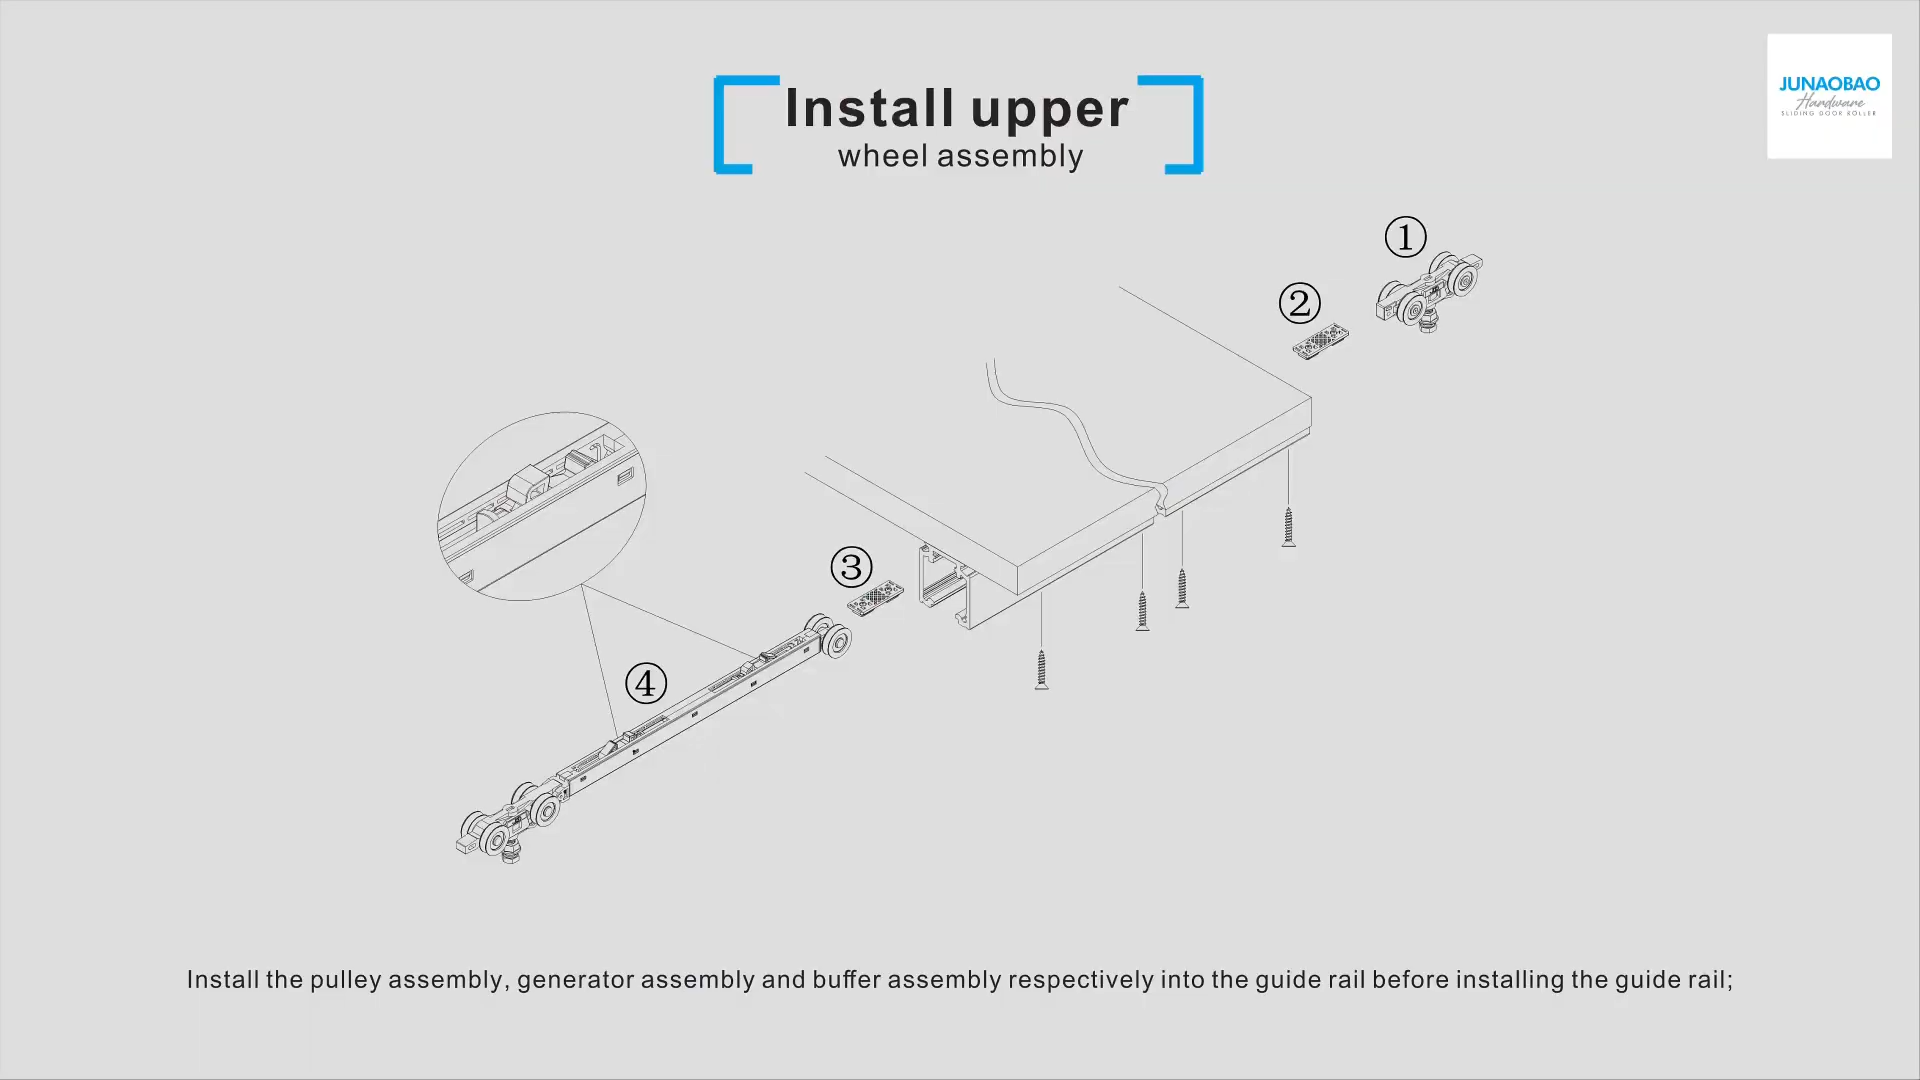 Install upper
wheel assembly
JUNAOBAO
Hardware
SLIDING DOOR ROLLER
①
②
③
④
Install the pulley assembly, generator assembly and buffer assembly respectively into the guide rail before installing the guide rail;